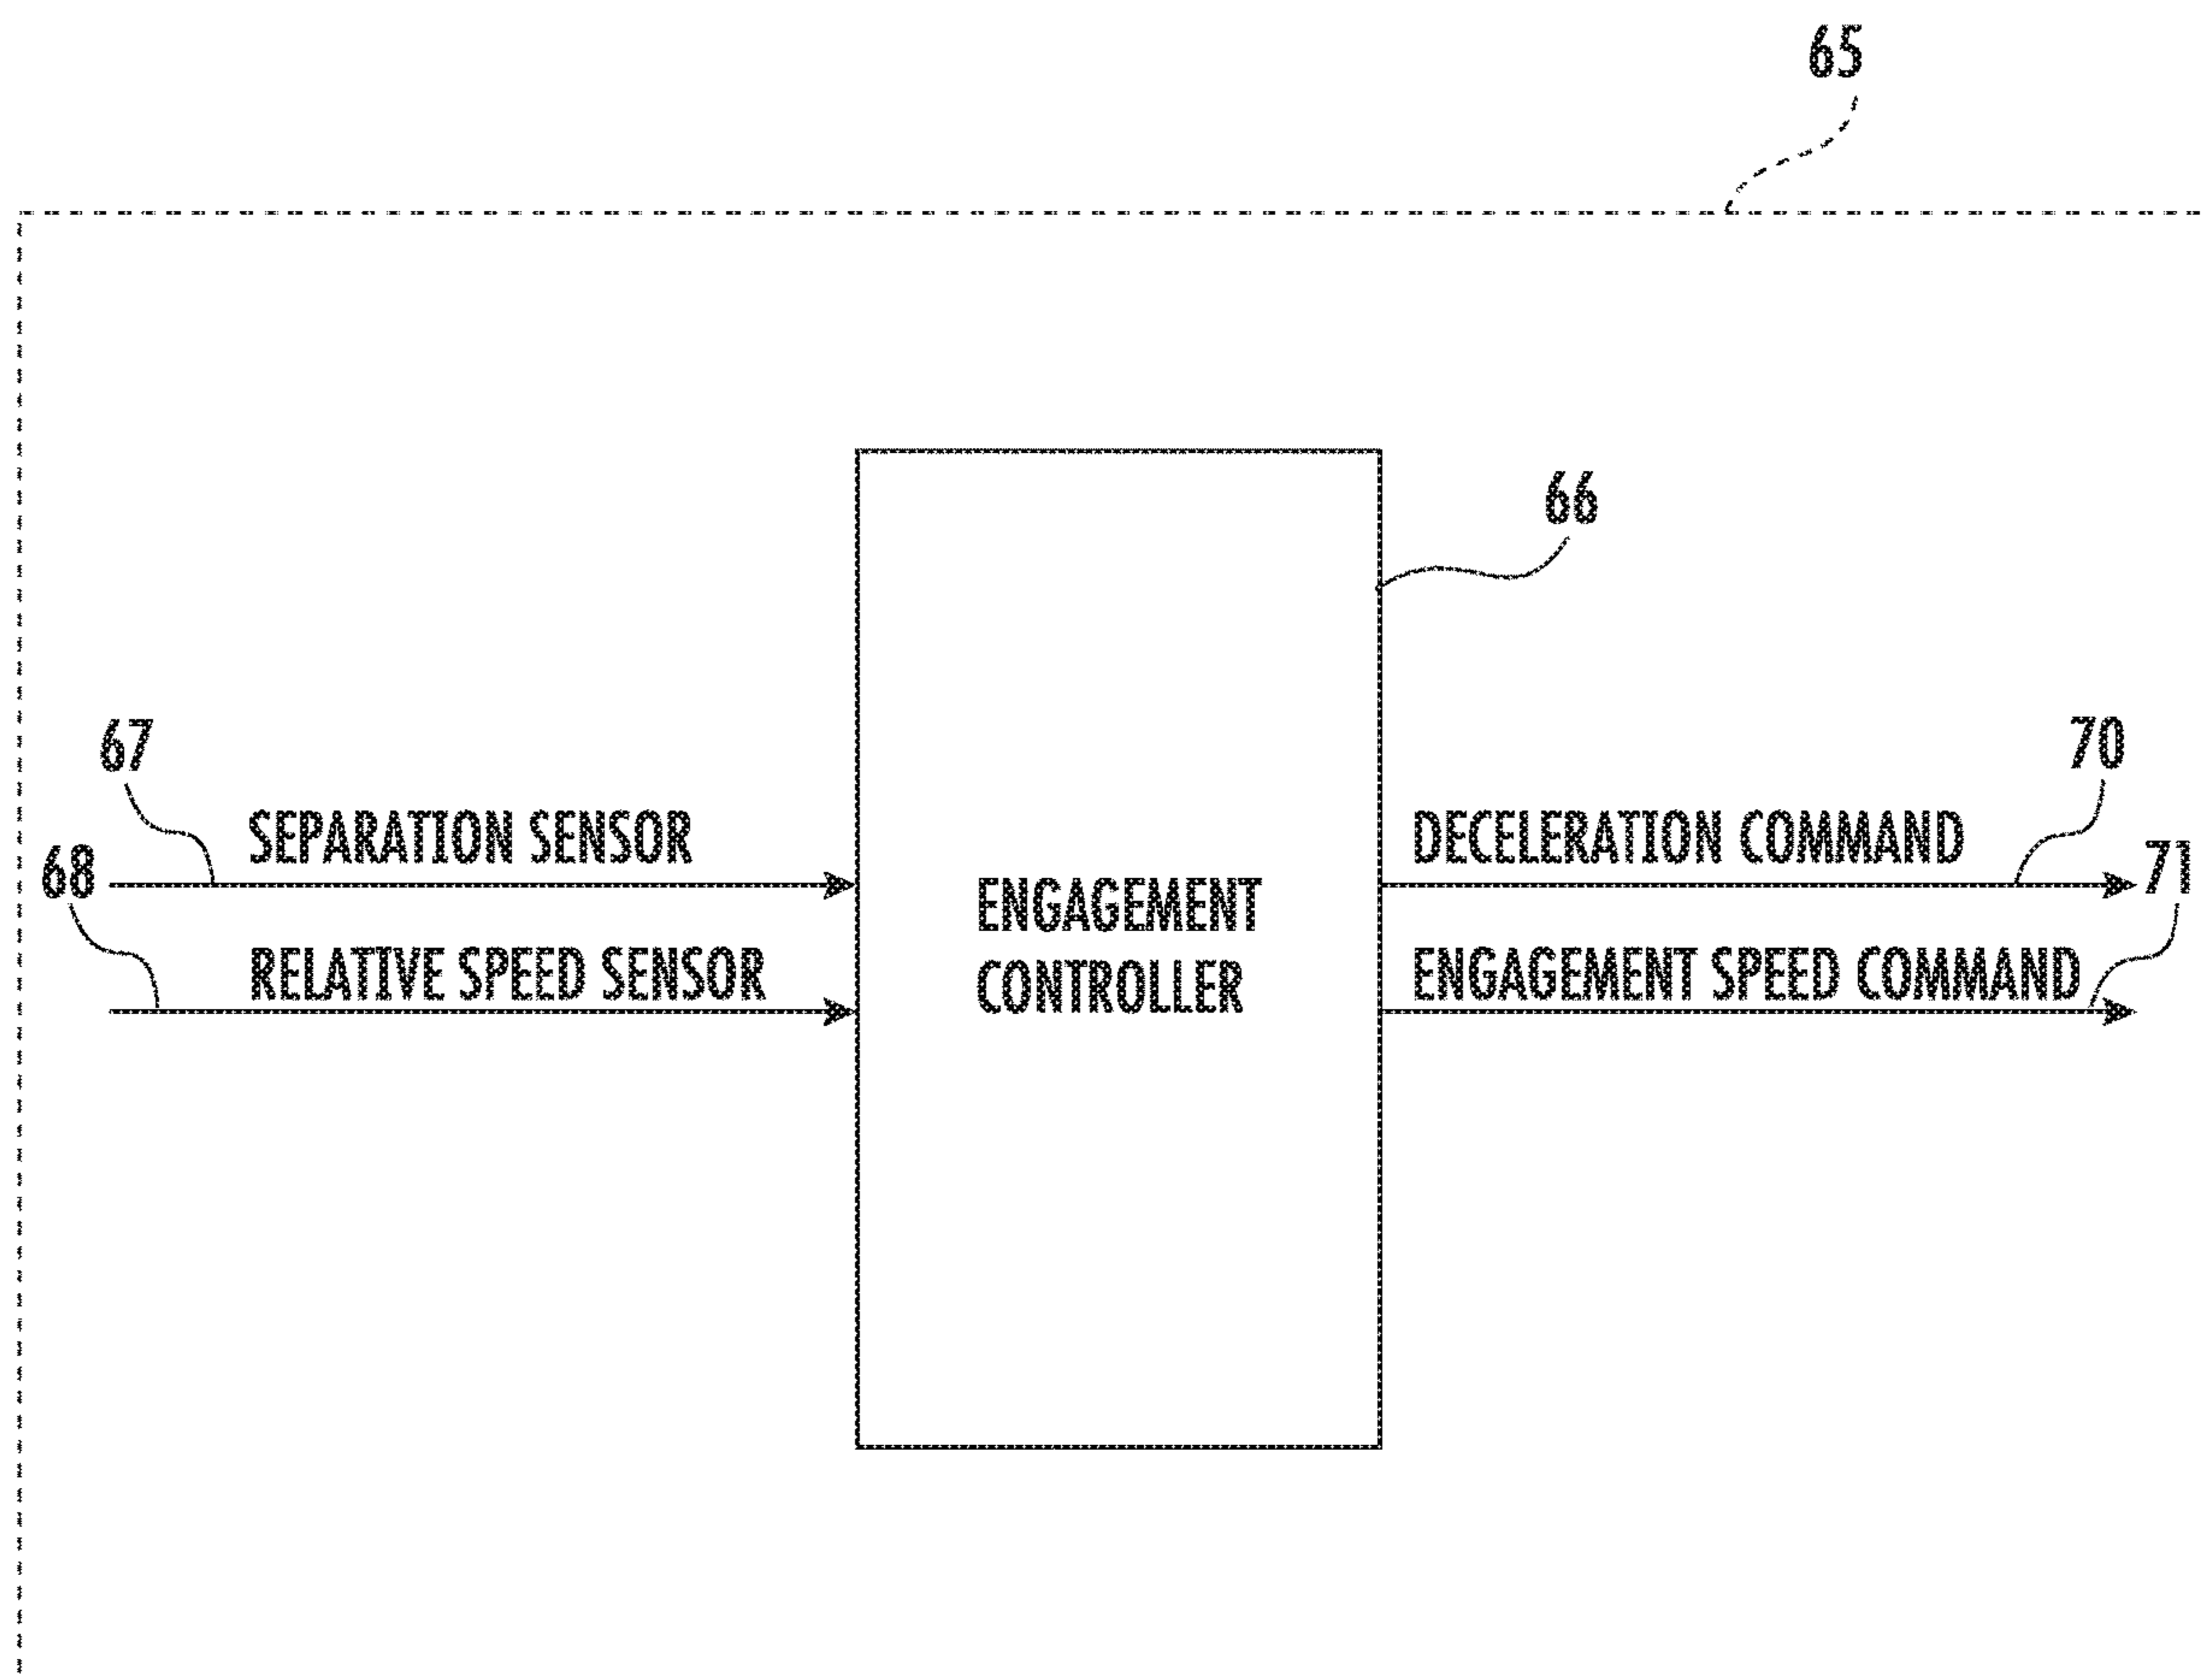 65
66
67
SEPARATION SENSOR
68
RELATIVE SPEED SENSOR
ENGAGEMENT
CONTROLLER
70
DECELERATION COMMAND
71
ENGAGEMENT SPEED COMMAND